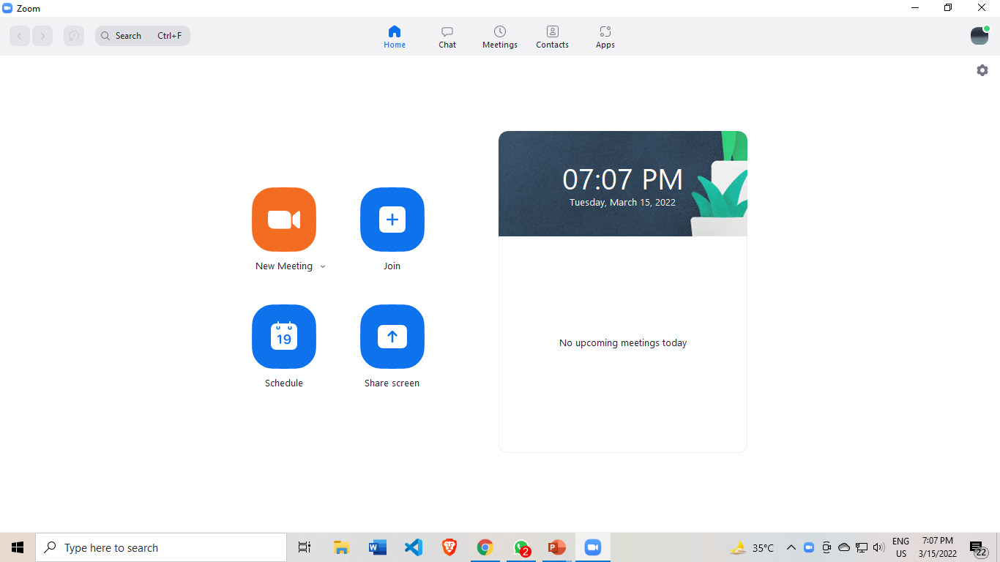 Zoom
Search Ctrl+F
Home
Chat
Meetings
Contacts
Apps
07:07 PM
Tuesday, March 15, 2022
New Meeting
Join
19
Schedule
Share screen
No upcoming meetings today
Type here to search
W
2
P
35°C
ENG
US
7:07 PM
3/15/2022
22